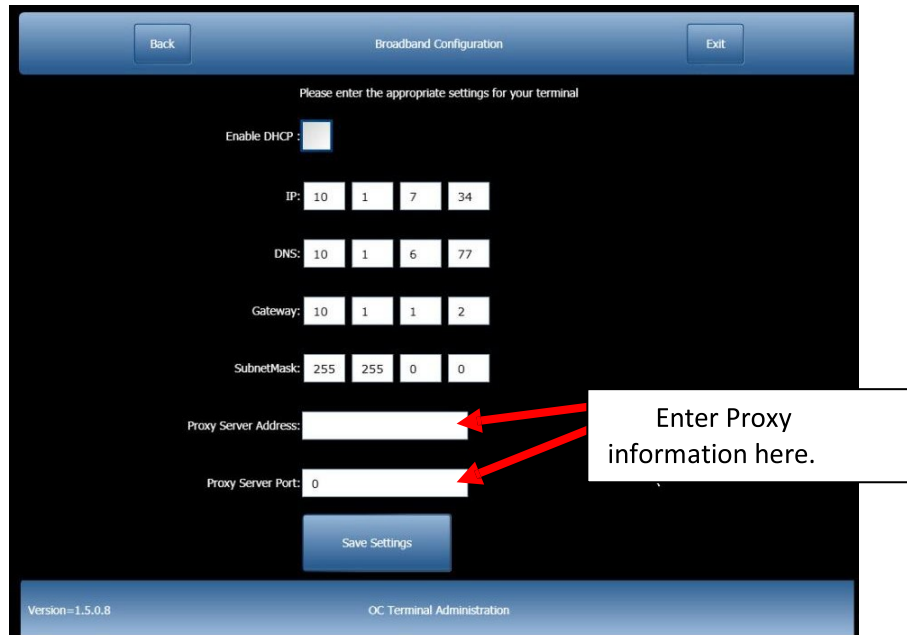 Back Broadband Configuration Exit
Please enter the appropriate settings for your terminal
Enable DHCP :
IP: 10 1 7 34
DNS: 10 1 6 77
Gateway: 10 1 1 2
SubnetMask: 255 255 0 0
Proxy Server Address:
Enter Proxy
information here.
Proxy Server Port: 0
Save Settings
Version=1.5.0.8 OC Terminal Administration